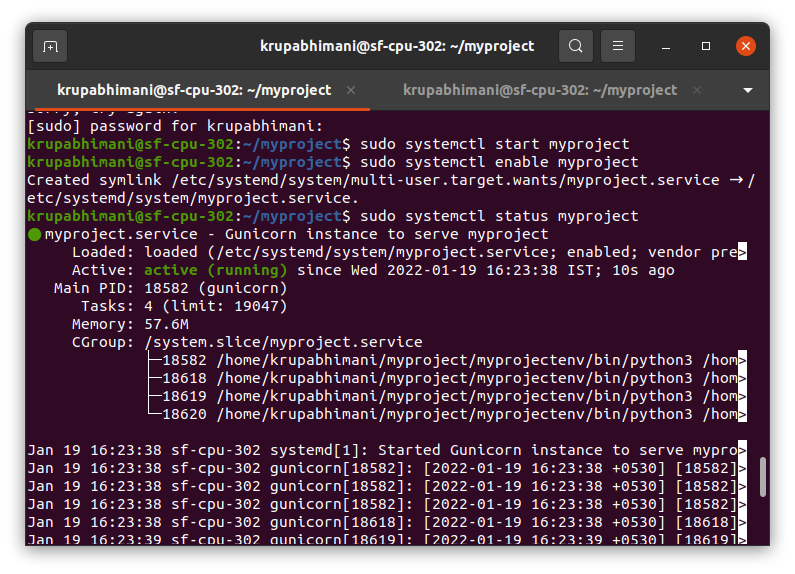 krupabhimani@sf-cpu-302: ~/myproject
krupabhimani@sf-cpu-302: ~/myproject × krupabhimani@sf-cpu-302: ~/myproject ×
Sorry, try again.
[sudo] password for krupabhimani:
krupabhimani@sf-cpu-302:~/myproject$ sudo systemctl start myproject
krupabhimani@sf-cpu-302:~/myproject$ sudo systemctl enable myproject
Created symlink /etc/systemd/system/multi-user.target.wants/myproject.service → /
etc/systemd/system/myproject.service.
krupabhimani@sf-cpu-302:~/myproject$ sudo systemctl status myproject
● myproject.service - Gunicorn instance to serve myproject
Loaded: loaded (/etc/systemd/system/myproject.service; enabled; vendor pre>
Active: active (running) since Wed 2022-01-19 16:23:38 IST; 10s ago
Main PID: 18582 (gunicorn)
Tasks: 4 (limit: 19047)
Memory: 57.6M
CGroup: /system.slice/myproject.service
├─18582 /home/krupabhimani/myproject/myprojectenv/bin/python3 /hom>
├─18618 /home/krupabhimani/myproject/myprojectenv/bin/python3 /hom>
├─18619 /home/krupabhimani/myproject/myprojectenv/bin/python3 /hom>
└─18620 /home/krupabhimani/myproject/myprojectenv/bin/python3 /hom>
Jan 19 16:23:38 sf-cpu-302 systemd[1]: Started Gunicorn instance to serve mypro>
Jan 19 16:23:38 sf-cpu-302 gunicorn[18582]: [2022-01-19 16:23:38 +0530] [18582]>
Jan 19 16:23:38 sf-cpu-302 gunicorn[18582]: [2022-01-19 16:23:38 +0530] [18582]>
Jan 19 16:23:38 sf-cpu-302 gunicorn[18582]: [2022-01-19 16:23:38 +0530] [18582]>
Jan 19 16:23:38 sf-cpu-302 gunicorn[18618]: [2022-01-19 16:23:38 +0530] [18618]>
Jan 19 16:23:39 sf-cpu-302 gunicorn[18619]: [2022-01-19 16:23:39 +0530] [18619]>